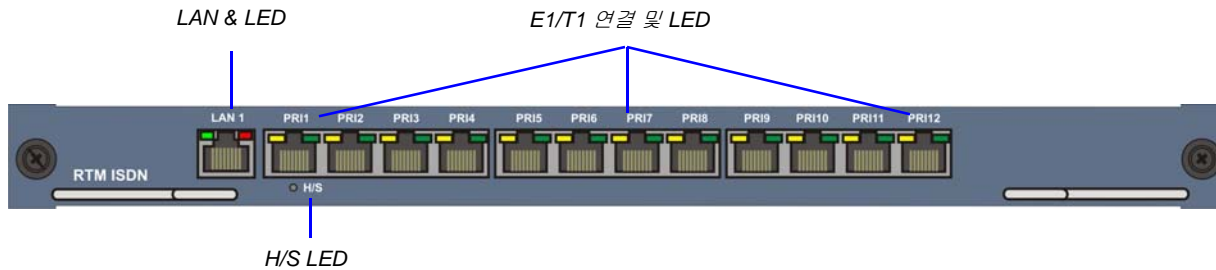 LAN & LED
E1/T1 연결 및 LED
LAN 1
PRI1 PRI2 PRI3 PRI4 PRI5 PRI6 PRI7 PRI8 PRI9 PRI10 PRI11 PRI12
RTM ISDN
H/S
H/S LED